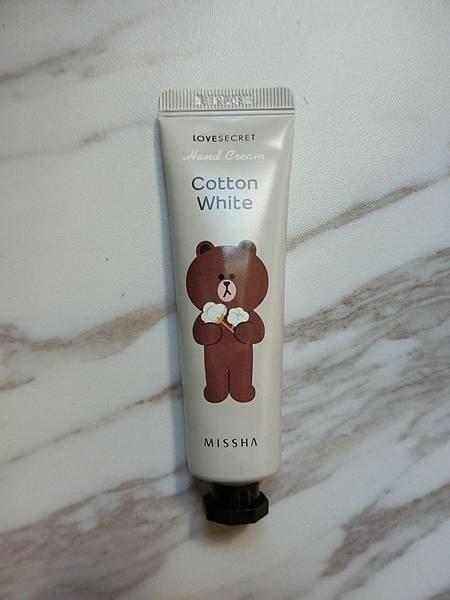 LOVESECRET
Hand Cream
Cotton
White
MISSHA